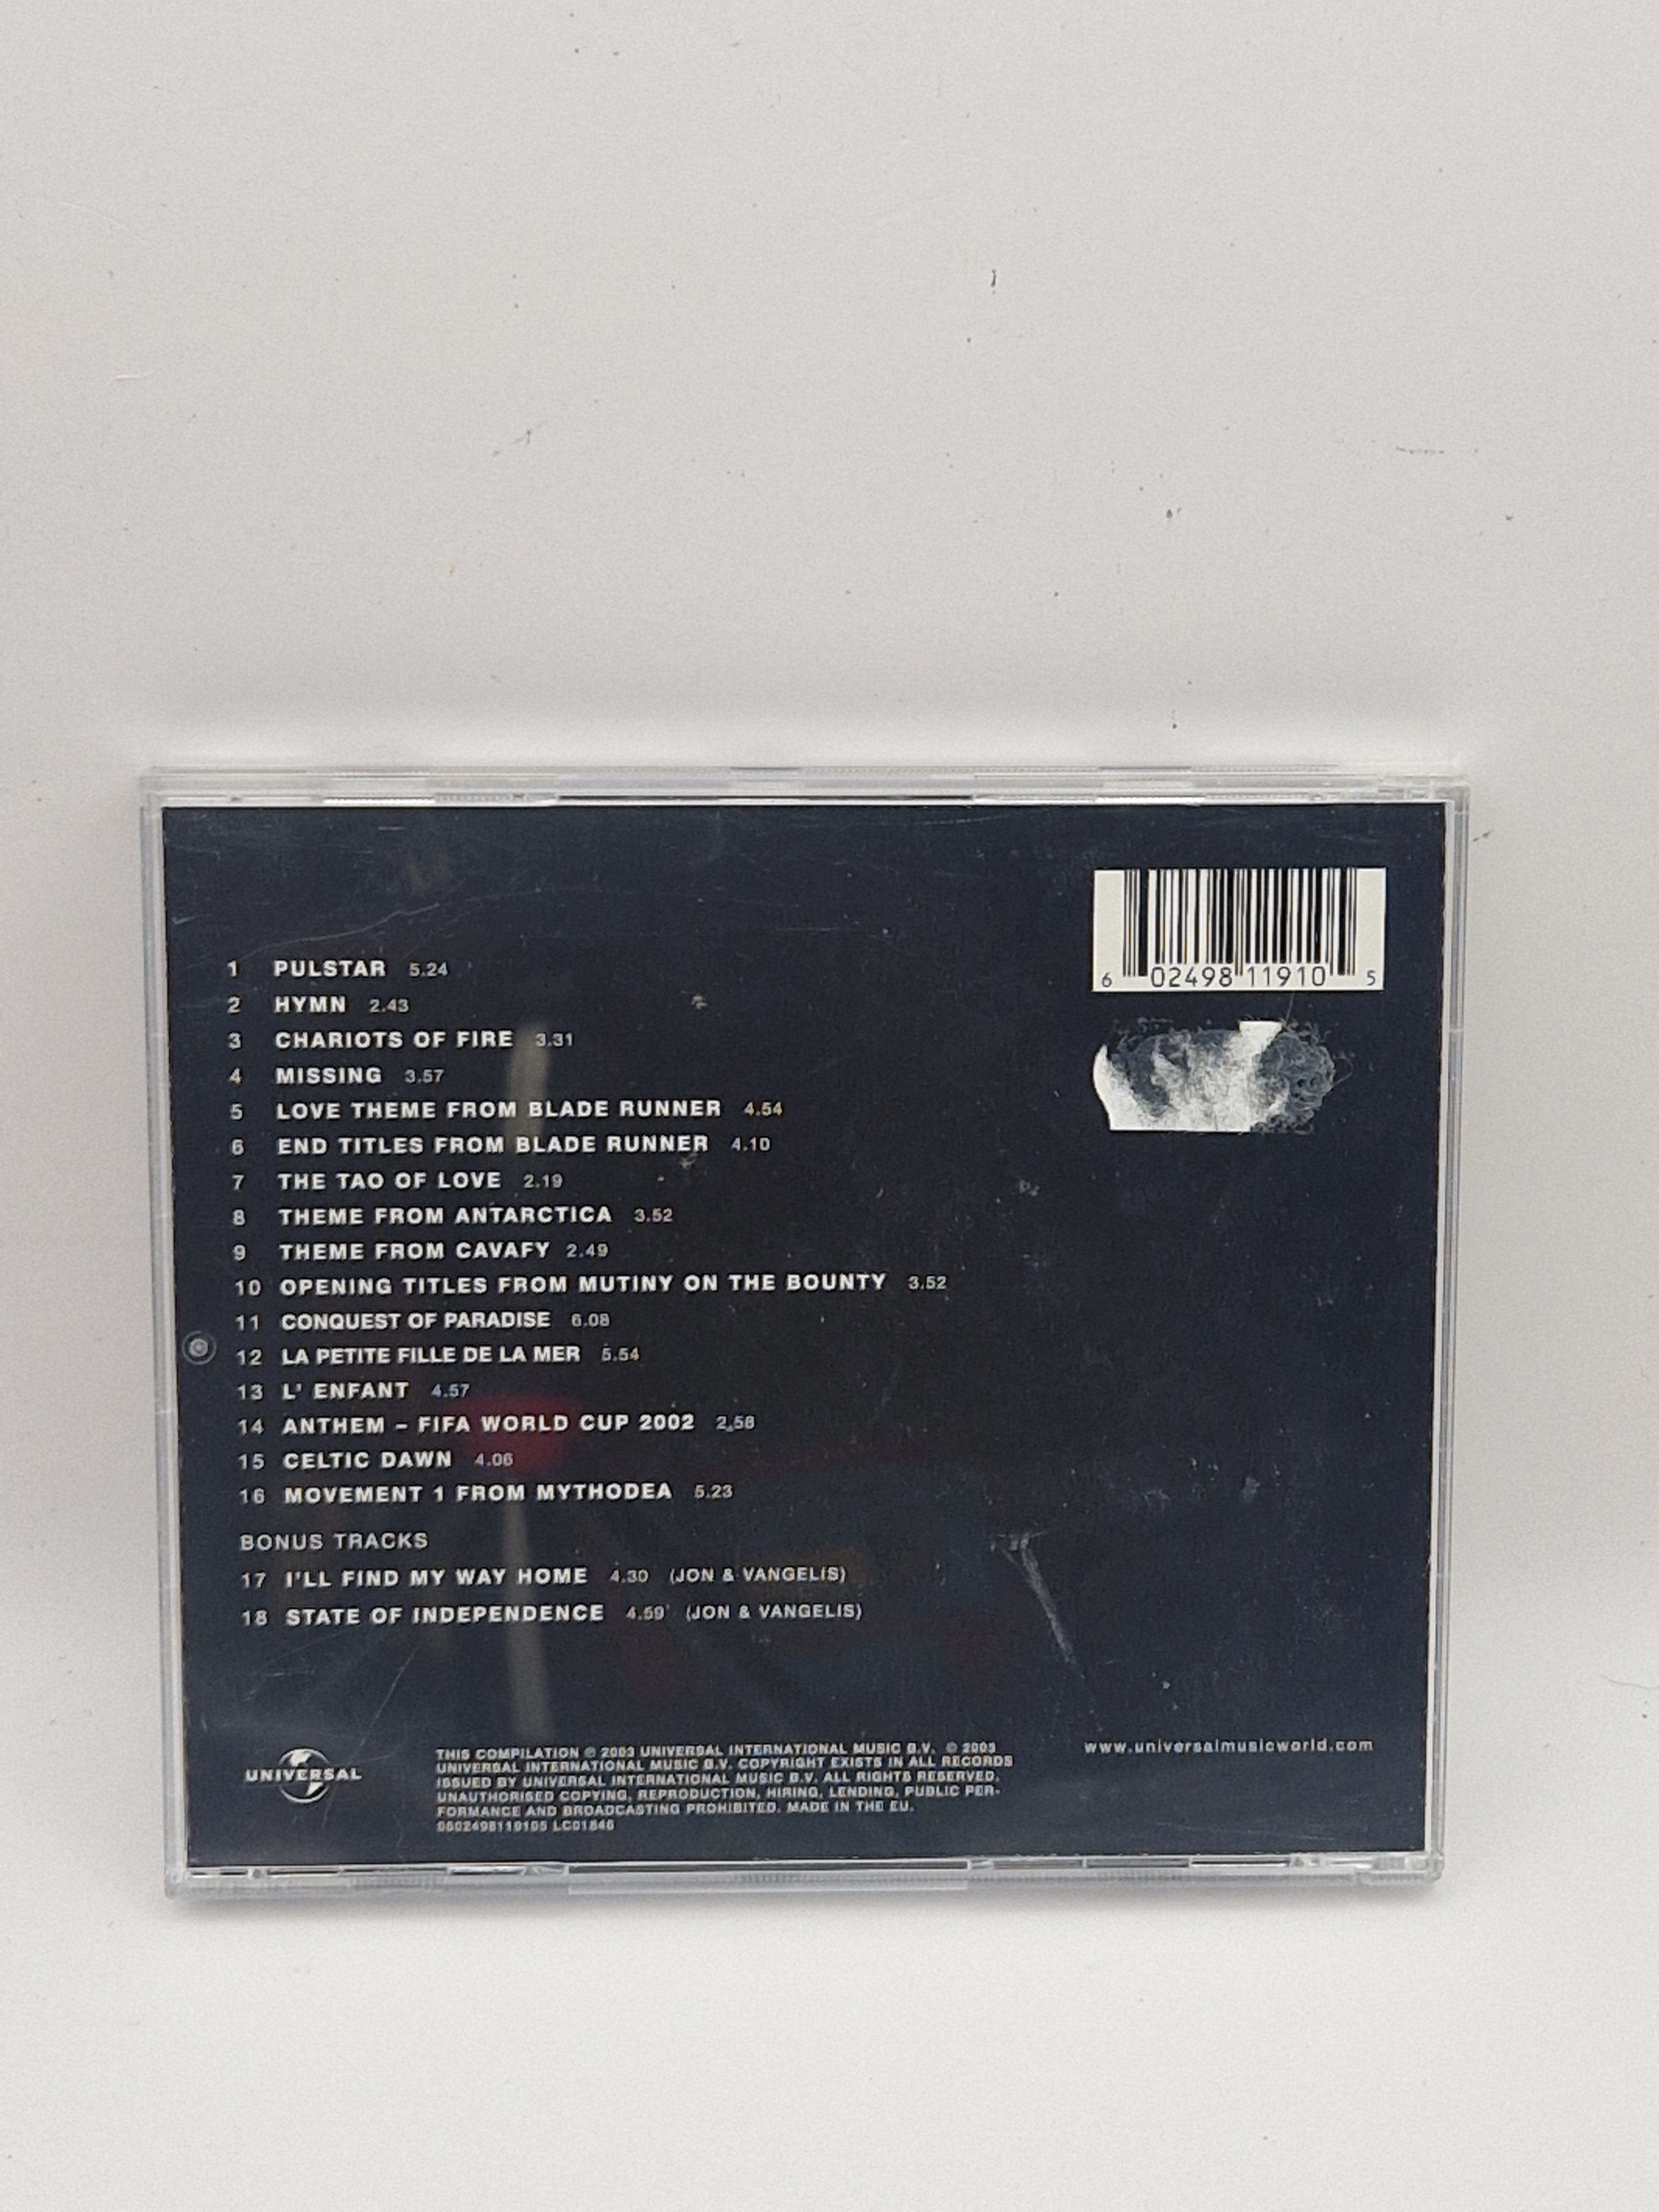 6 02498 11910 5
1 PULSTAR 5.24
2 HYMN 2.43
3 CHARIOTS OF FIRE 3.31
4 MISSING 3.57
5 LOVE THEME FROM BLADE RUNNER 4.54
6 END TITLES FROM BLADE RUNNER 4.10
7 THE TAO OF LOVE 2.19
8 THEME FROM ANTARCTICA 3.52
9 THEME FROM CAVAFY 2.49
10 OPENING TITLES FROM MUTINY ON THE BOUNTY 3.52
11 CONQUEST OF PARADISE 6.08
12 LA PETITE FILLE DE LA MER 5.54
13 L' ENFANT 4.57
14 ANTHEM – FIFA WORLD CUP 2002 2.58
15 CELTIC DAWN 4.06
16 MOVEMENT 1 FROM MYTHODEA 5.23
BONUS TRACKS
17 I'LL FIND MY WAY HOME 4.30 (JON & VANGELIS)
18 STATE OF INDEPENDENCE 4.59 (JON & VANGELIS)
UNIVERSAL
THIS COMPILATION ℗ 2003 UNIVERSAL INTERNATIONAL MUSIC B.V. © 2003
UNIVERSAL INTERNATIONAL MUSIC B.V. COPYRIGHT EXISTS IN ALL RECORDS
ISSUED BY UNIVERSAL INTERNATIONAL MUSIC B.V. ALL RIGHTS RESERVED.
UNAUTHORISED COPYING, REPRODUCTION, HIRING, LENDING, PUBLIC PER-
FORMANCE AND BROADCASTING PROHIBITED. MADE IN THE EU.
0602498119105 LC01846
www.universalmusicworld.com